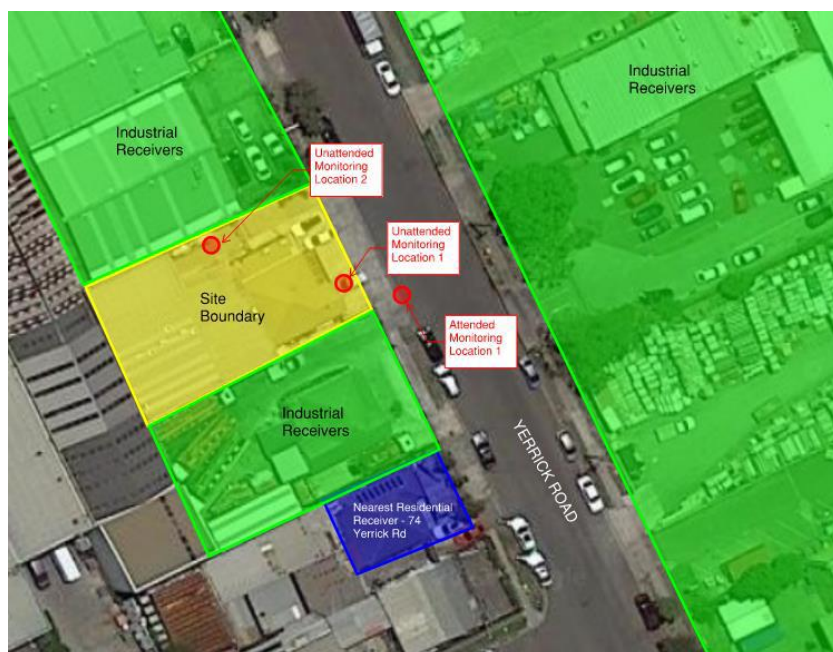 Industrial
Receivers
Industrial
Receivers
Unattended
Monitoring
Location 2
Unattended
Monitoring
Location 1
Site
Boundary
Attended
Monitoring
Location 1
Industrial
Receivers
YERRICK ROAD
Nearest Residential
Receiver - 74
Yerrick Rd